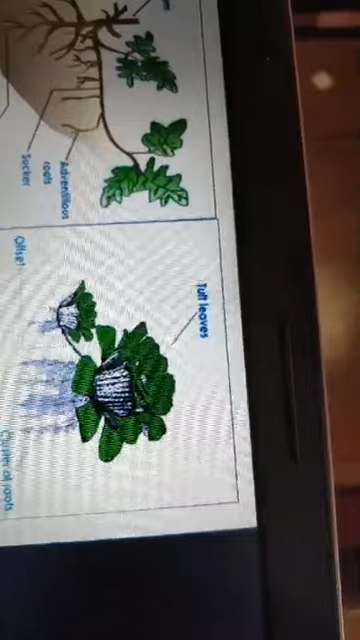 Adventitious
roots
Sucker
Tuft leaves
Offset
Cluster of roots